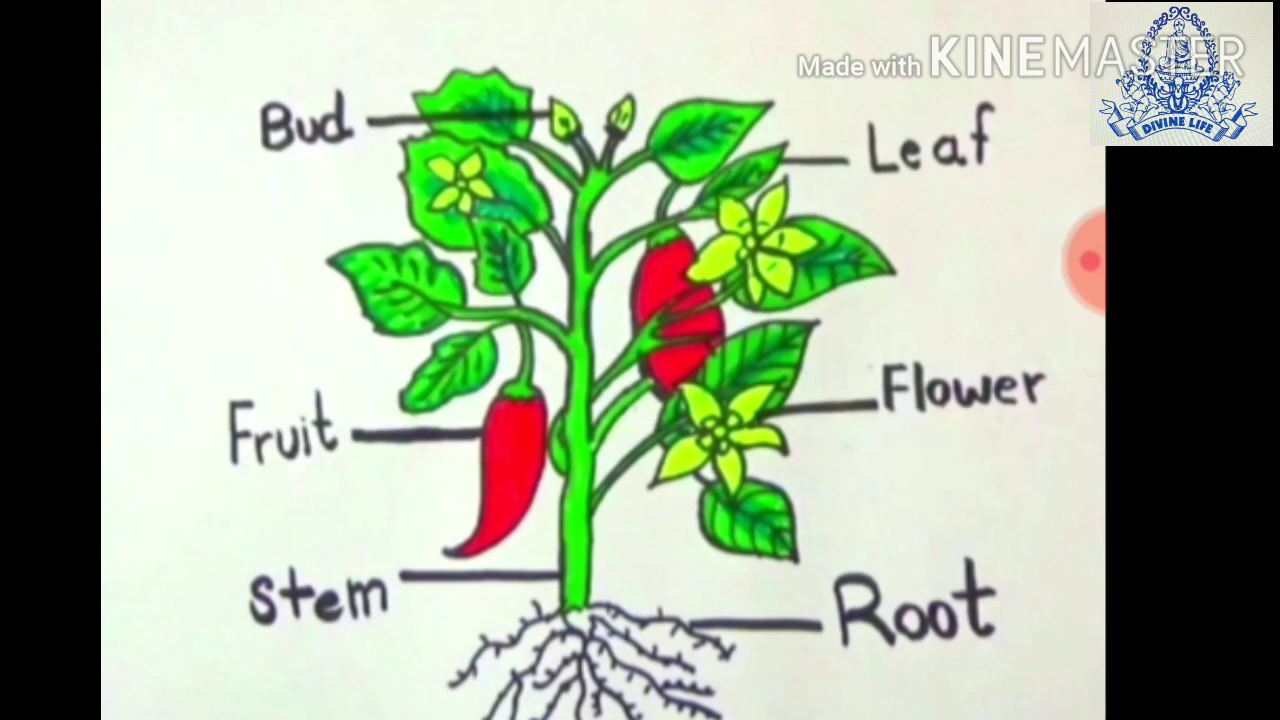 Made with KINEMASTER
DIVINE LIFE
Bud
Leaf
Flower
Fruit
Stem
Root